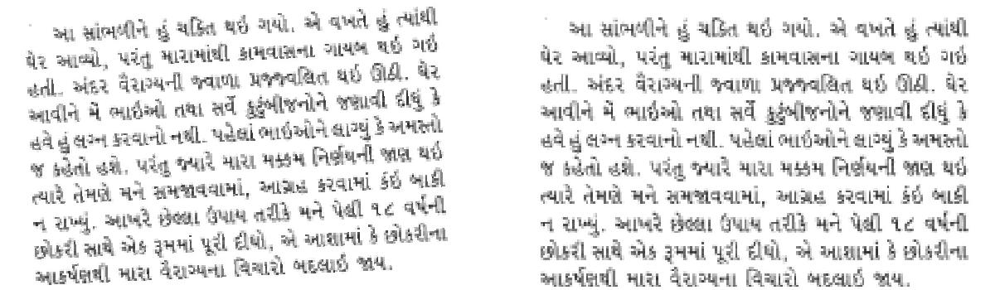 આ સાંભળીને હું ચકિત થઇ ગયો. એ વખતે હું ત્યાંથી
ઘેર આવ્યો, પરંતુ મારામાંથી કામવાસના ગાયબ થઇ ગઇ
હતી. અંદર વૈરાગ્યની જ્વાળા પ્રજ્જ્વલિત થઇ ઊઠી. ઘેર
આવીને મેં ભાઇઓ તથા સર્વે કુટુંબીજનોને જણાવી દીધું કે
હવે હું લગ્ન કરવાનો નથી. પહેલાં ભાઇઓને લાગ્યું કે અમસ્તો
જ કહેતો હશે. પરંતુ જ્યારે મારા મક્કમ નિર્ણયની જાણ થઇ
ત્યારે તેમણે મને સમજાવવામાં, આગ્રહ કરવામાં કંઇ બાકી
ન રાખ્યું. આખરે છેલ્લા ઉપાય તરીકે મને પેલી ૧૮ વર્ષની
છોકરી સાથે એક રૂમમાં પૂરી દીધો, એ આશામાં કે છોકરીના
આકર્ષણથી મારા વૈરાગ્યના વિચારો બદલાઇ જાય.
આ સાંભળીને હું ચકિત થઇ ગયો. એ વખતે હું ત્યાંથી
ઘેર આવ્યો, પરંતુ મારામાંથી કામવાસના ગાયબ થઇ ગઇ
હતી. અંદર વૈરાગ્યની જ્વાળા પ્રજ્જ્વલિત થઇ ઊઠી. ઘેર
આવીને મેં ભાઇઓ તથા સર્વે કુટુંબીજનોને જણાવી દીધું કે
હવે હું લગ્ન કરવાનો નથી. પહેલાં ભાઇઓને લાગ્યું કે અમસ્તો
જ કહેતો હશે. પરંતુ જ્યારે મારા મક્કમ નિર્ણયની જાણ થઇ
ત્યારે તેમણે મને સમજાવવામાં, આગ્રહ કરવામાં કંઇ બાકી
ન રાખ્યું. આખરે છેલ્લા ઉપાય તરીકે મને પેલી ૧૮ વર્ષની
છોકરી સાથે એક રૂમમાં પૂરી દીધો, એ આશામાં કે છોકરીના
આકર્ષણથી મારા વૈરાગ્યના વિચારો બદલાઇ જાય.